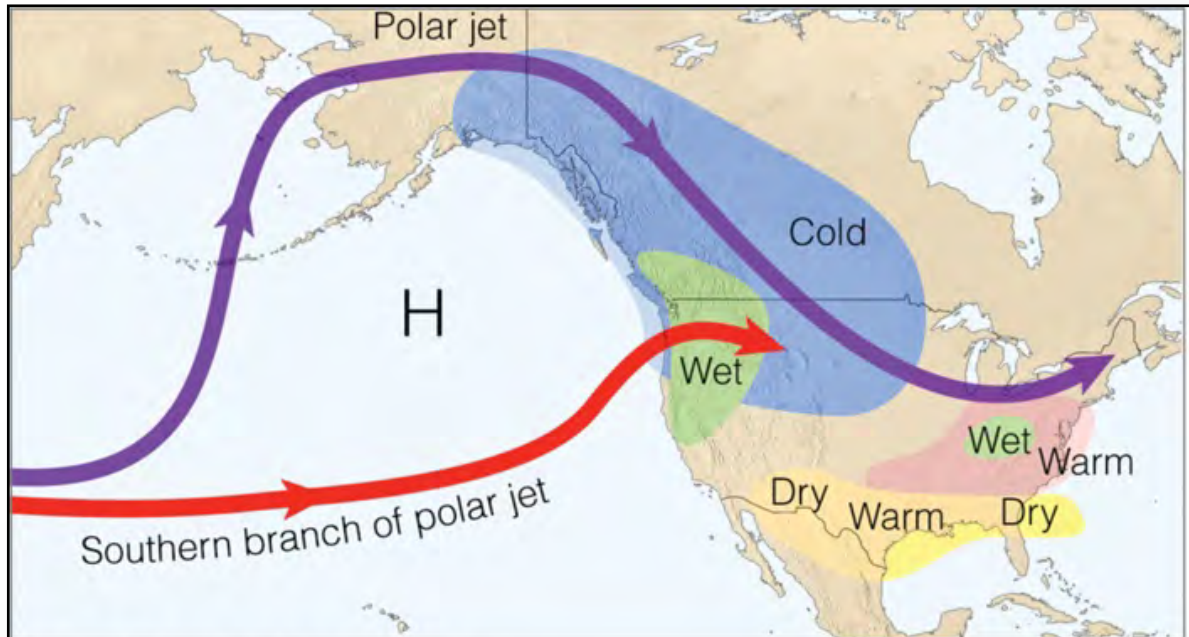 Polar jet
Cold
H
Wet
Wet
Warm
Dry
Warm
Dry
Southern branch of polar jet